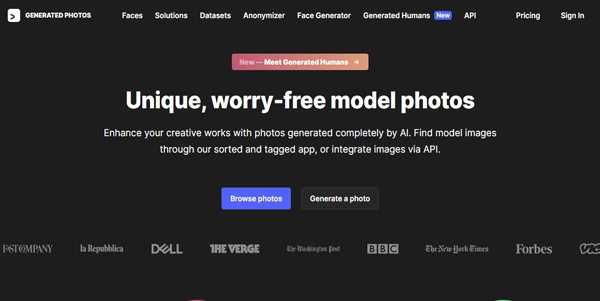 GENERATED PHOTOS
Faces Solutions Datasets Anonymizer Face Generator Generated Humans New API Pricing Sign In
New — Meet Generated Humans →
Unique, worry-free model photos
Enhance your creative works with photos generated completely by AI. Find model images
through our sorted and tagged app, or integrate images via API.
Browse photos Generate a photo
FAST COMPANY la Repubblica DELL THE VERGE The Washington Post BBC The New York Times Forbes VICE